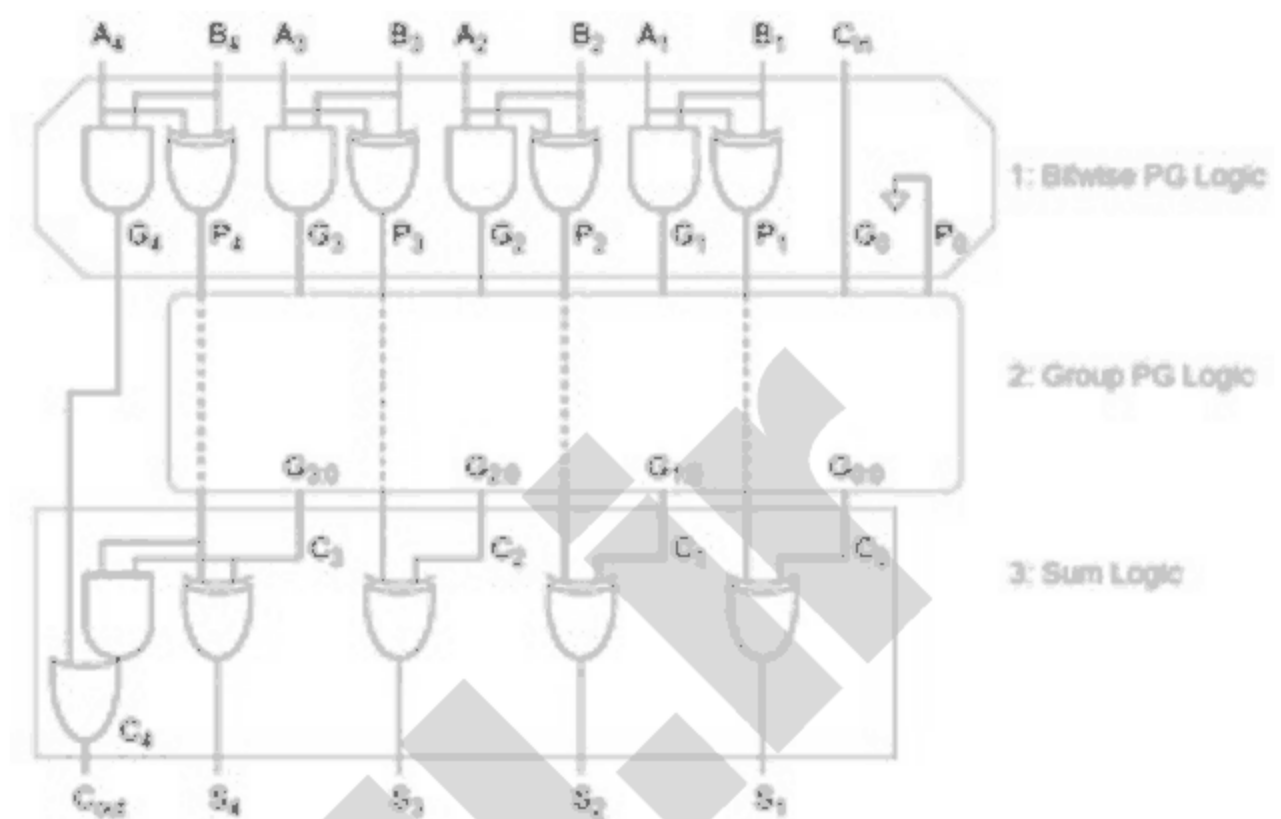 A4 B4 A3 B3 A2 B2 A1 B1 Cin
1: Bitwise PG Logic
G4 P4 G3 P3 G2 P2 G1 P1 G0 P0
2: Group PG Logic
G3:0 G2:0 G1:0 G0:0
C3 C2 C1 C0
3: Sum Logic
C4
Cout S4 S3 S2 S1